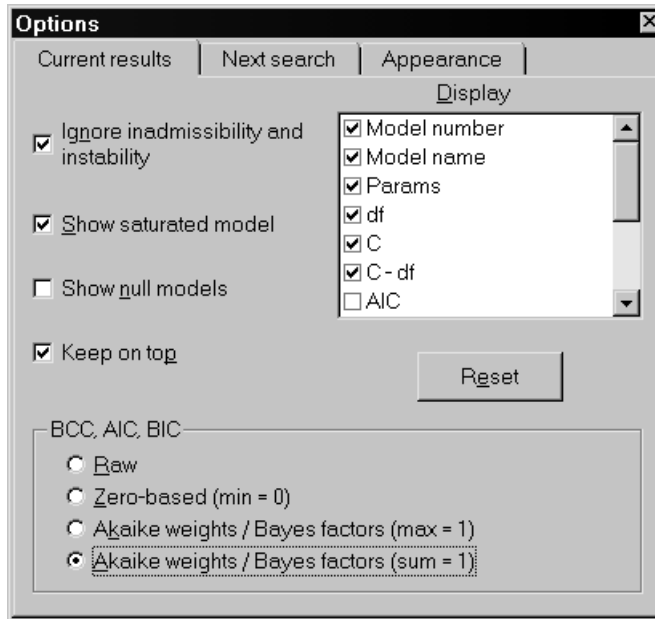 Options
Current results
Next search
Appearance
Display
Ignore inadmissibility and
instability
Show saturated model
Show null models
Keep on top
Model number
Model name
Params
df
C
C - df
AIC
Reset
BCC, AIC, BIC
Raw
Zero-based (min = 0)
Akaike weights / Bayes factors (max = 1)
Akaike weights / Bayes factors (sum = 1)